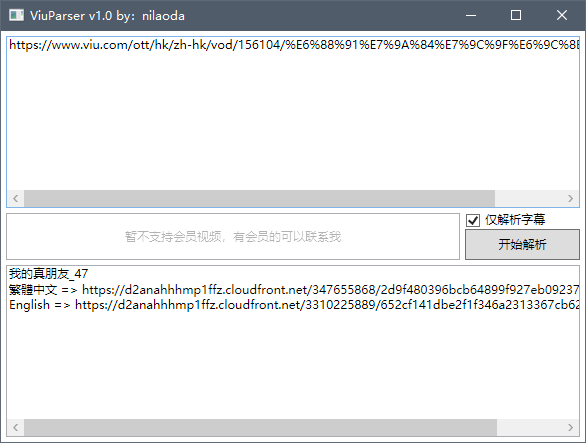 ViuParser v1.0 by: nilaoda
https://www.viu.com/ott/hk/zh-hk/vod/156104/%E6%88%91%E7%9A%84%E7%9C%9F%E6%9C%8B
暂不支持会员视频，有会员的可以联系我
仅解析字幕
开始解析
我的真朋友_47
繁體中文 => https://d2anahhhmp1ffz.cloudfront.net/347655868/2d9f480396bcb64899f927eb09237
English => https://d2anahhhmp1ffz.cloudfront.net/3310225889/652cf141dbe2f1f346a2313367cb62